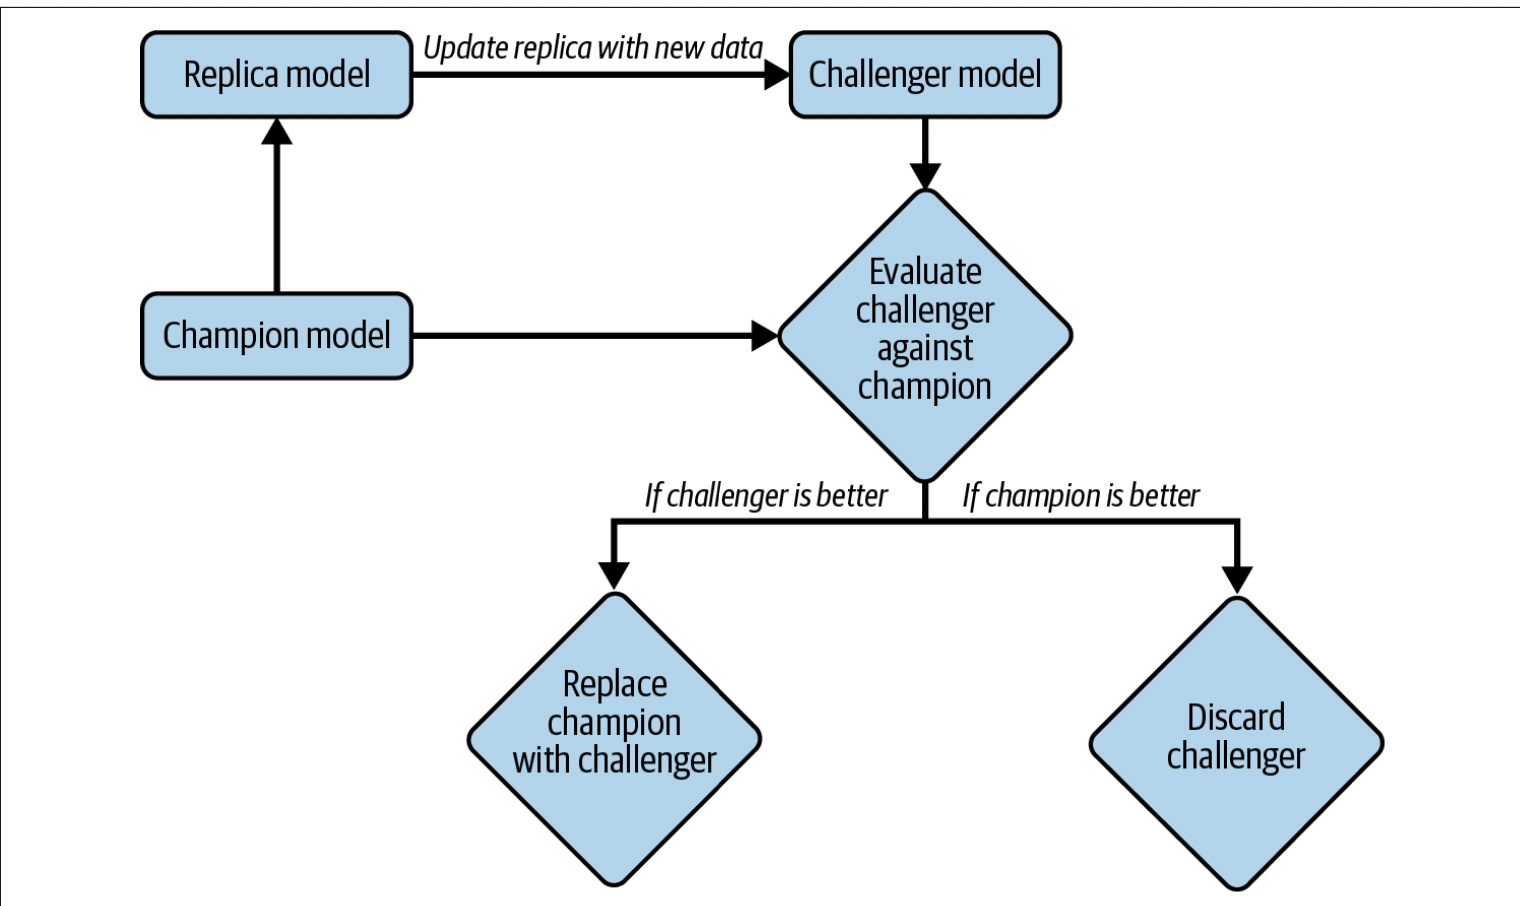 Replica model
Update replica with new data
Challenger model
Champion model
Evaluate
challenger
against
champion
If challenger is better
If champion is better
Replace
champion
with challenger
Discard
challenger